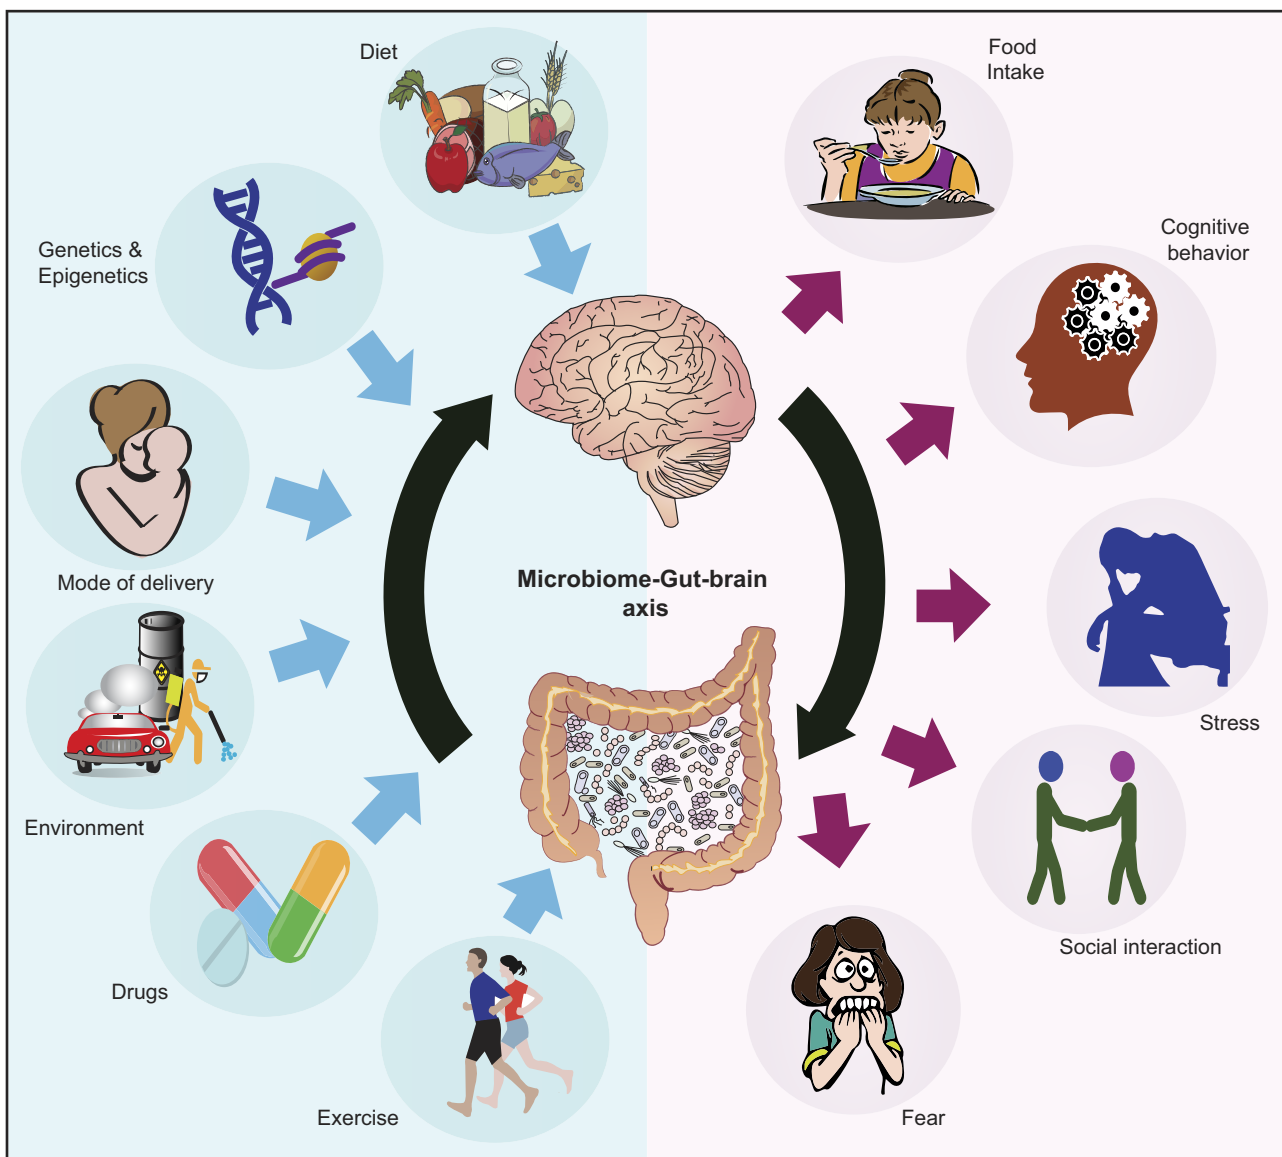 Diet
Food
Intake
Genetics &
Epigenetics
Cognitive
behavior
Mode of delivery
Microbiome-Gut-brain
axis
Environment
Stress
Drugs
Social interaction
Exercise
Fear